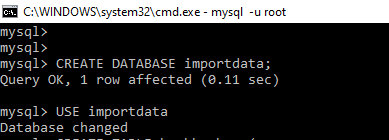 C:\WINDOWS\system32\cmd.exe - mysql -u root
mysql>
mysql>
mysql> CREATE DATABASE importdata;
Query OK, 1 row affected (0.11 sec)
mysql> USE importdata
Database changed